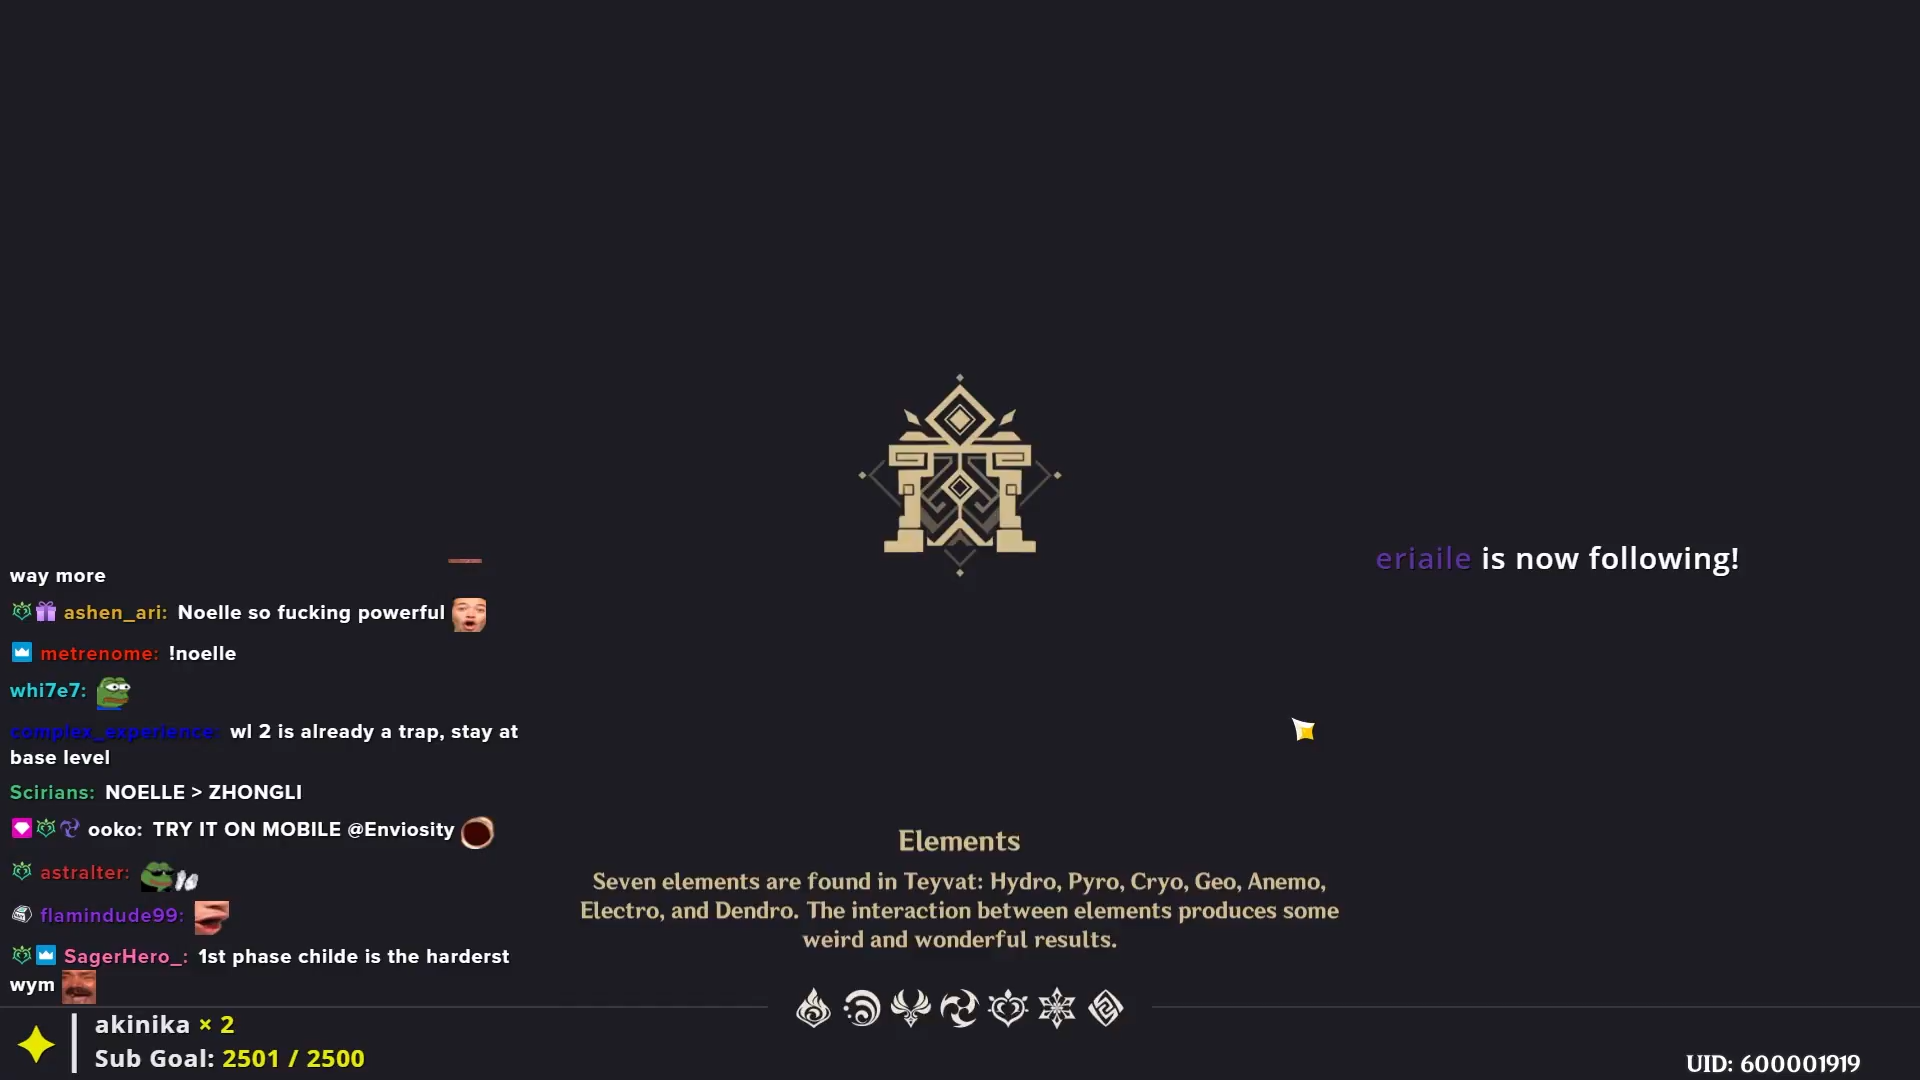 way more
ashen_ari: Noelle so fucking powerful
metrenome: !noelle
whi7e7:
complex_experience: wl 2 is already a trap, stay at
base level
Scirians: NOELLE > ZHONGLI
ooko: TRY IT ON MOBILE @Enviosity
astralter:
flamindude99:
SagerHero_: 1st phase childe is the harderst
wym
akinika × 2
Sub Goal: 2501 / 2500
eriaile is now following!
Elements
Seven elements are found in Teyvat: Hydro, Pyro, Cryo, Geo, Anemo,
Electro, and Dendro. The interaction between elements produces some
weird and wonderful results.
UID: 600001919